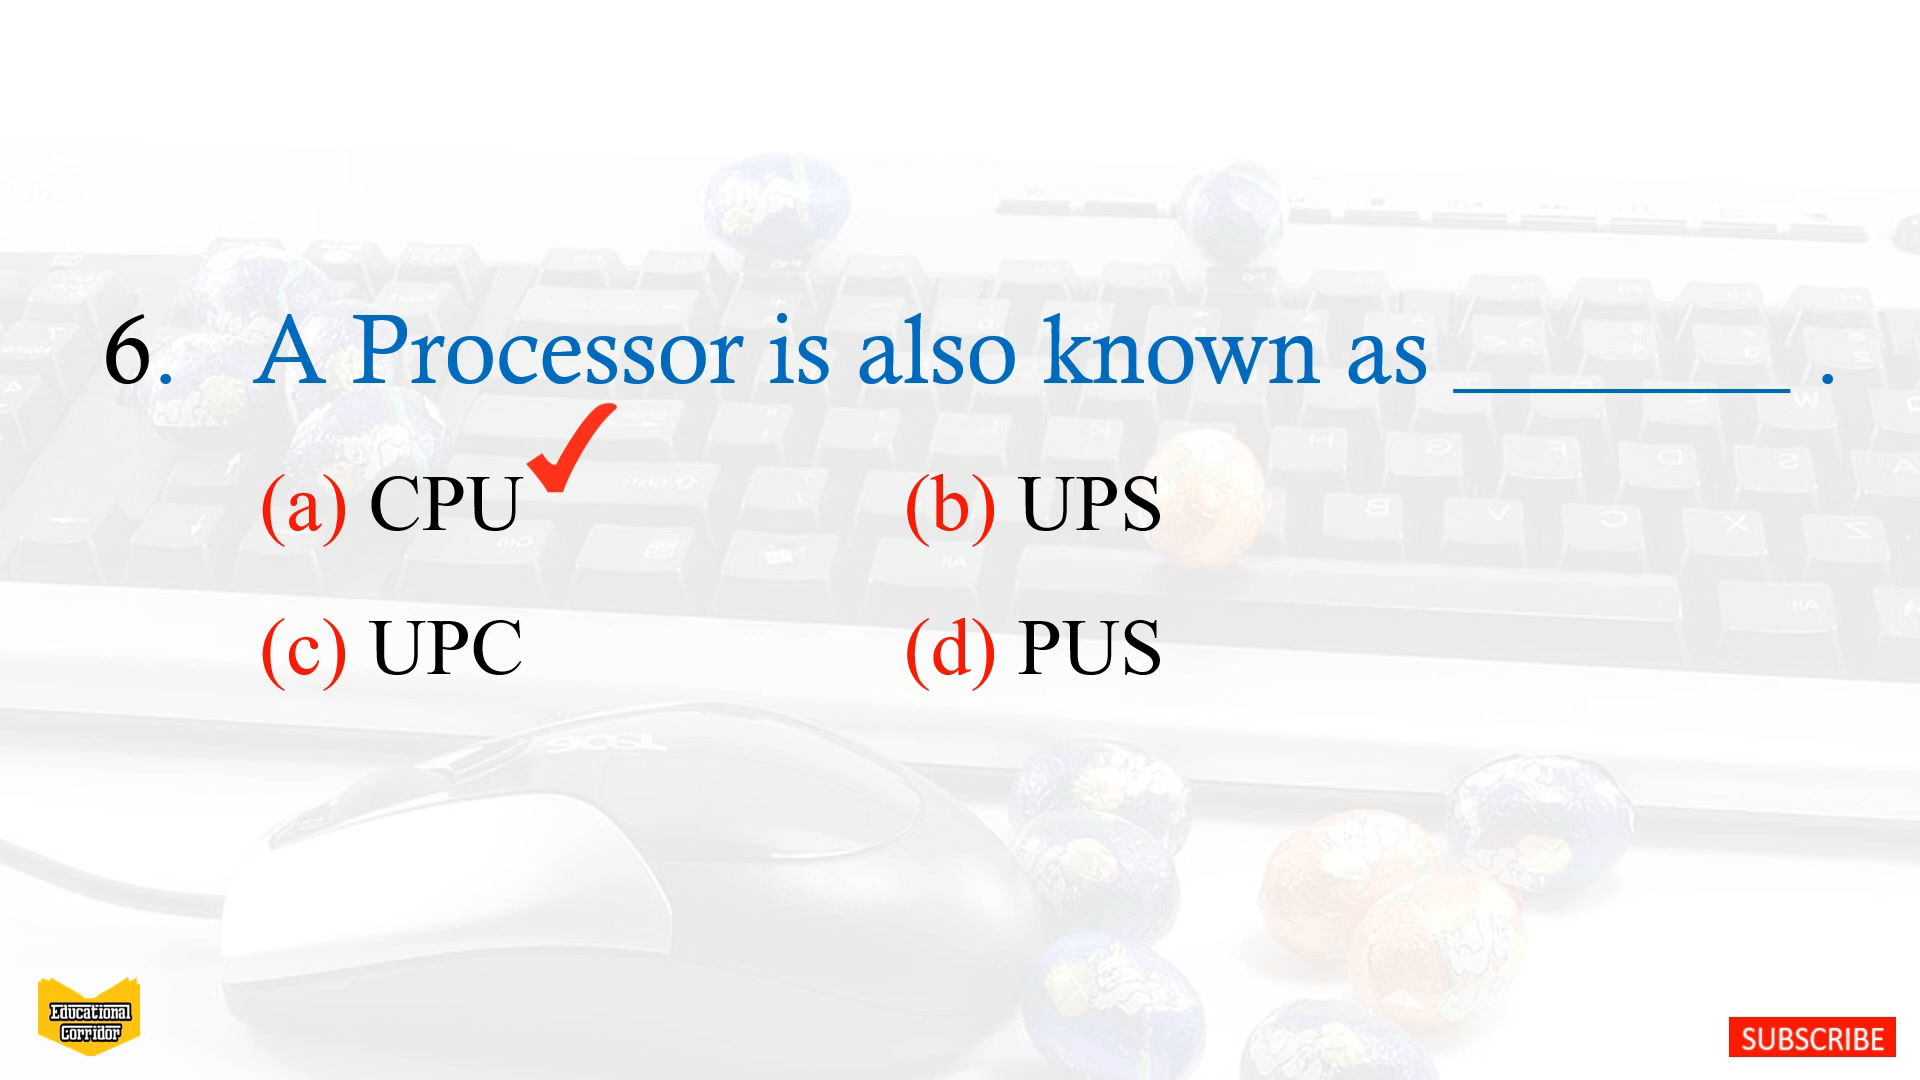 6. A Processor is also known as ________ .
(a) CPU (b) UPS
(c) UPC (d) PUS
Educational
Corridor
SUBSCRIBE